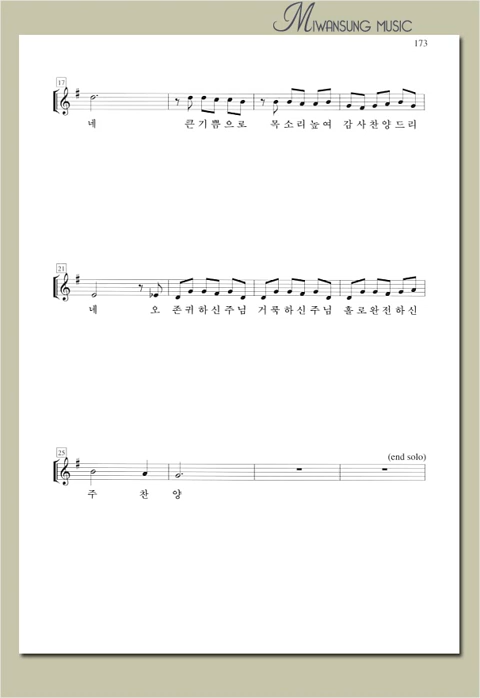 MIWANSUNG MUSIC
173
17
네 큰기쁨으로 목소리높여 감사찬양드리
21
네 오 존귀하신주님 거룩하신주님 홀로완전하신
(end solo)
25
주 찬 양